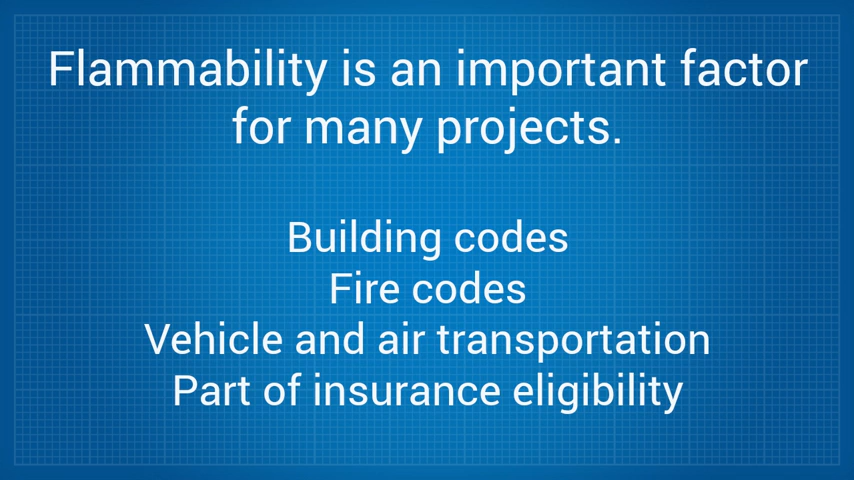 Flammability is an important factor
for many projects.
Building codes
Fire codes
Vehicle and air transportation
Part of insurance eligibility